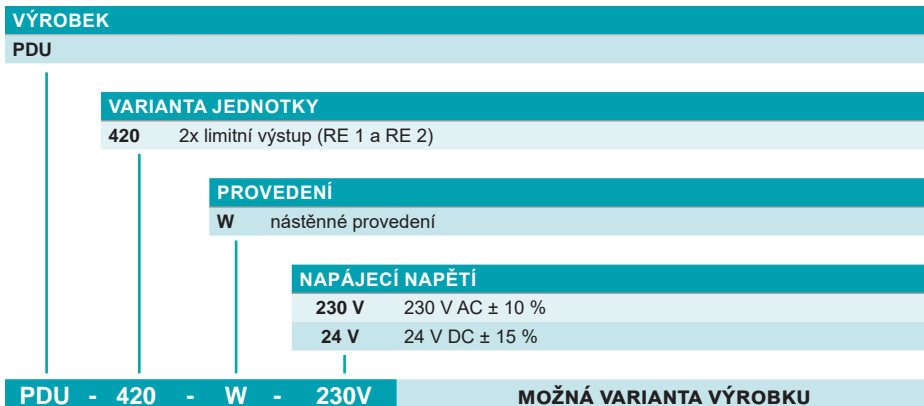 VÝROBEK
PDU
VARIANTA JEDNOTKY
420 2x limitní výstup (RE 1 a RE 2)
PROVEDENÍ
W nástěnné provedení
NAPÁJECÍ NAPĚTÍ
230 V 230 V AC ± 10 %
24 V 24 V DC ± 15 %
PDU - 420 - W - 230V MOŽNÁ VARIANTA VÝROBKU